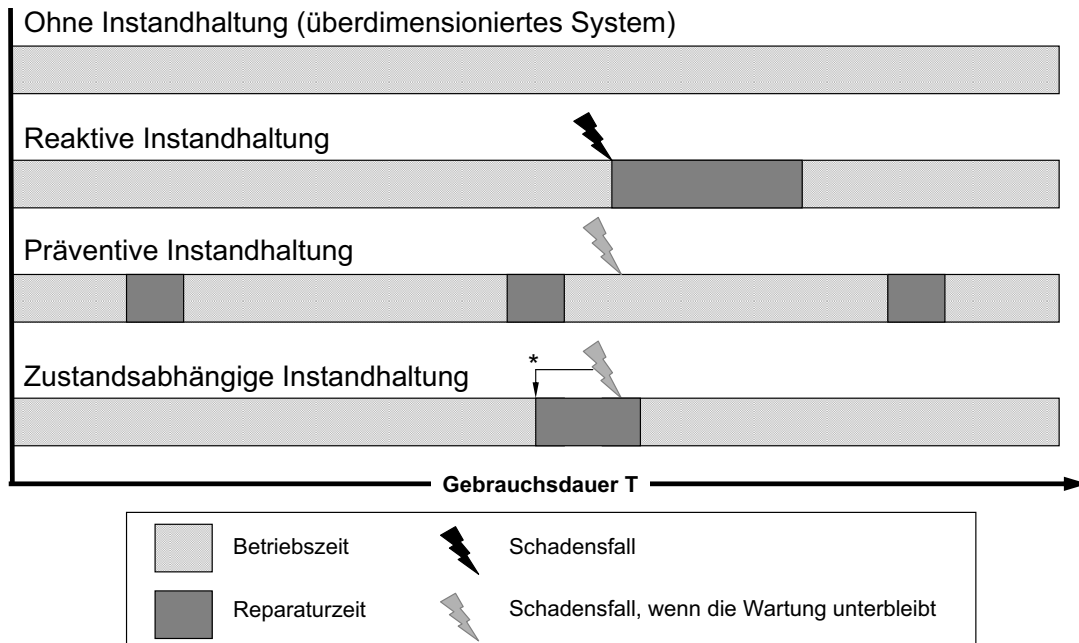 Ohne Instandhaltung (überdimensioniertes System)
Reaktive Instandhaltung
Präventive Instandhaltung
Zustandsabhängige Instandhaltung
*
Gebrauchsdauer T
Betriebszeit
Schadensfall
Reparaturzeit
Schadensfall, wenn die Wartung unterbleibt